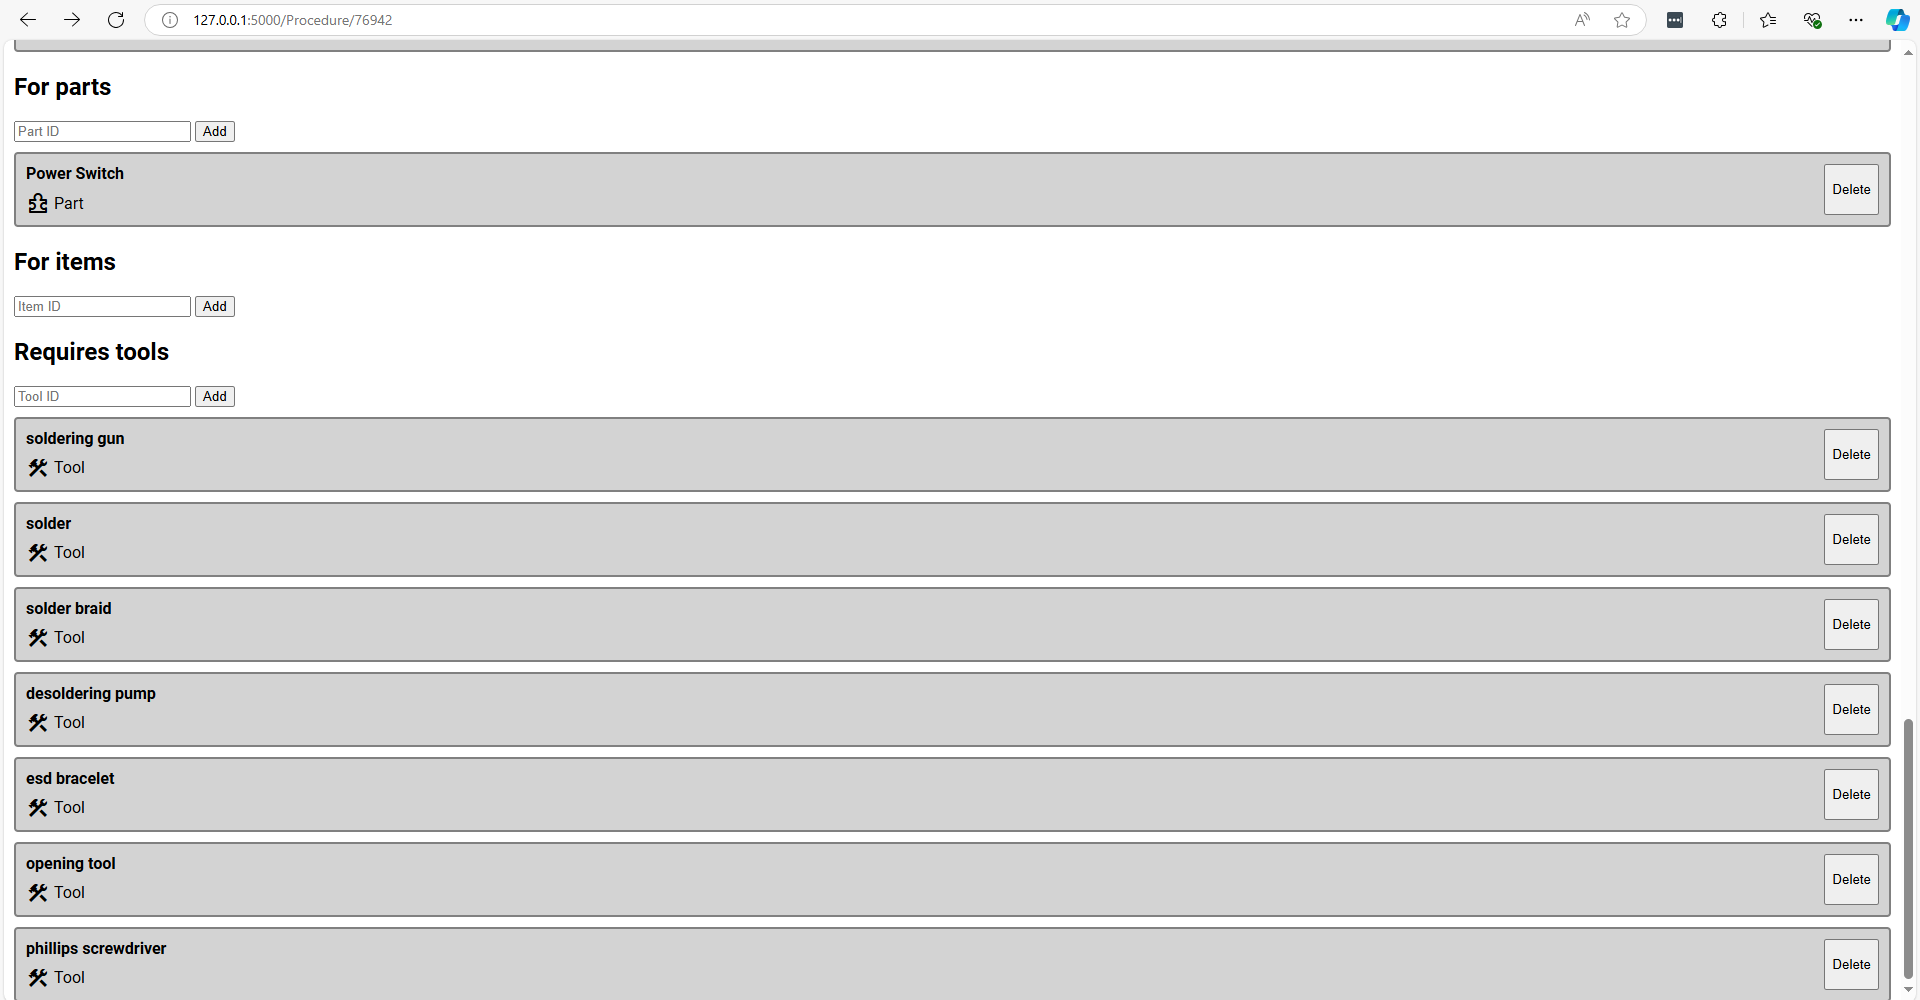 127.0.0.1:5000/Procedure/76942
For parts
Part ID Add
Power Switch
Part
Delete
For items
Item ID Add
Requires tools
Tool ID Add
soldering gun
Tool
Delete
solder
Tool
Delete
solder braid
Tool
Delete
desoldering pump
Tool
Delete
esd bracelet
Tool
Delete
opening tool
Tool
Delete
phillips screwdriver
Tool
Delete